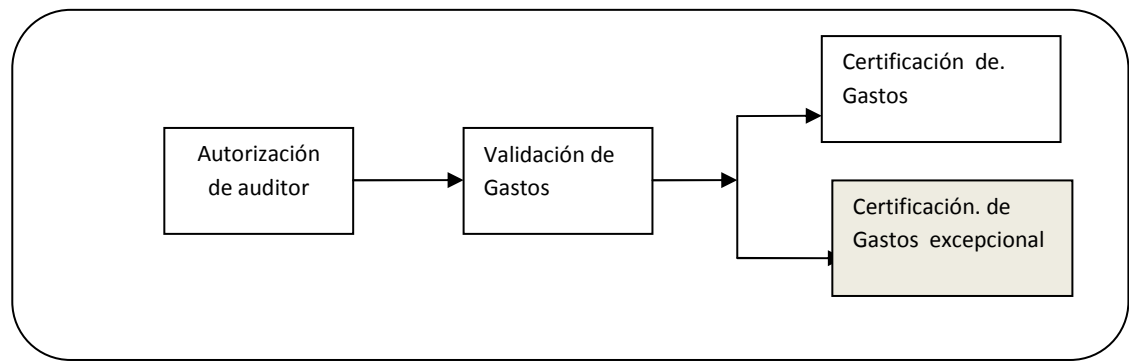 Autorización
de auditor
Validación de
Gastos
Certificación de.
Gastos
Certificación. de
Gastos excepcional